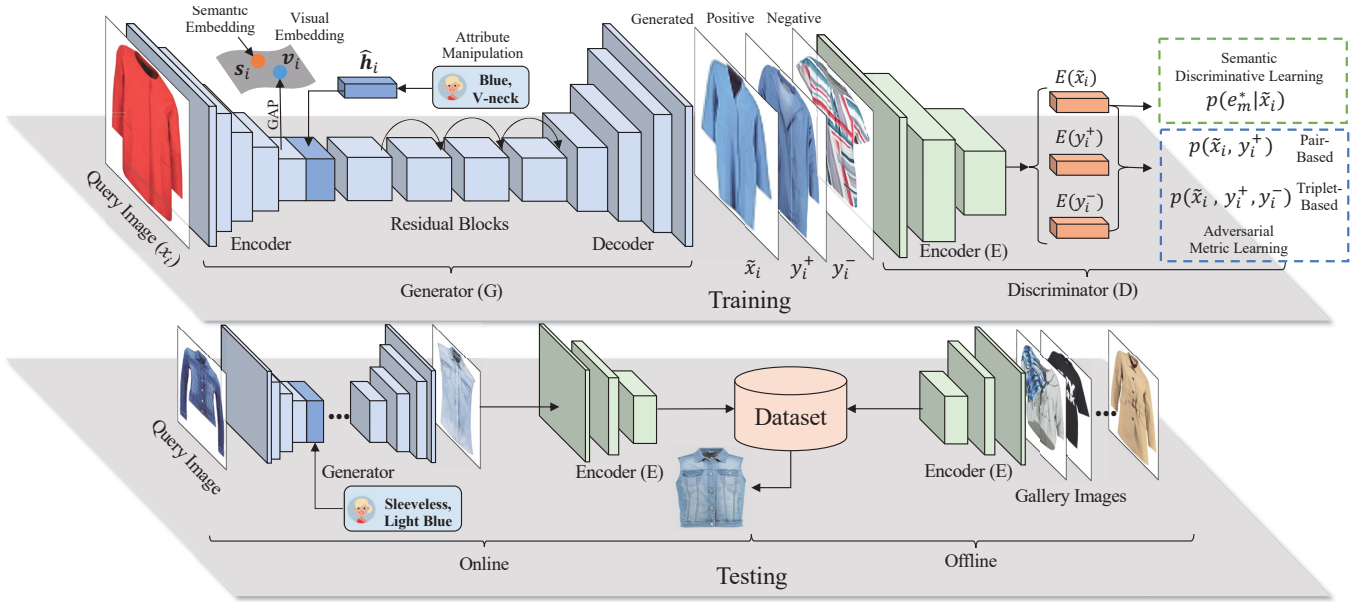 Semantic
Embedding
Visual
Embedding
s_i
v_i
GAP
ĥ_i
Attribute
Manipulation
Blue,
V-neck
Generated
Positive
Negative
Query Image (x_i)
Encoder
Residual Blocks
Decoder
Generator (G)
x̃_i
y_i^+
y_i^-
Encoder (E)
E(x̃_i)
E(y_i^+)
E(y_i^-)
Semantic
Discriminative Learning
p(e_m^*|x̃_i)
p(x̃_i, y_i^+) Pair-
Based
p(x̃_i, y_i^+, y_i^-) Triplet-
Based
Adversarial
Metric Learning
Discriminator (D)
Training
Query Image
Generator
Sleeveless,
Light Blue
Encoder (E)
Dataset
Encoder (E)
Gallery Images
Online
Offline
Testing